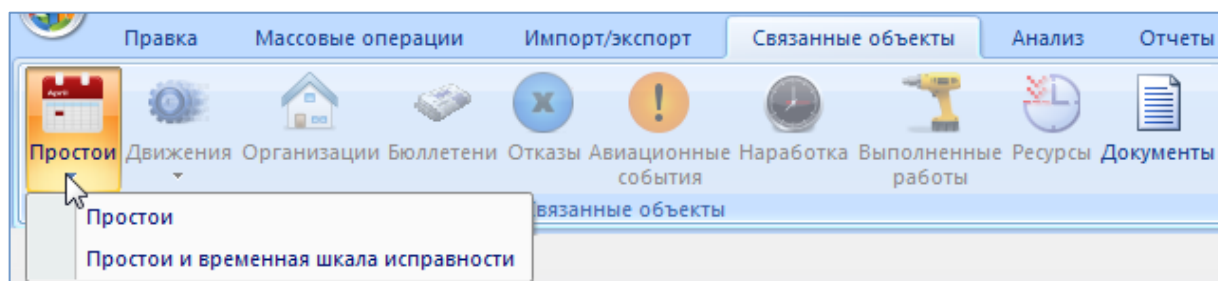 Правка Массовые операции Импорт/экспорт Связанные объекты Анализ Отчеты
April
Простои Движения Организации Бюллетени Отказы Авиационные события Наработка Выполненные работы Ресурсы Документы
вязанные объекты
Простои
Простои и временная шкала исправности